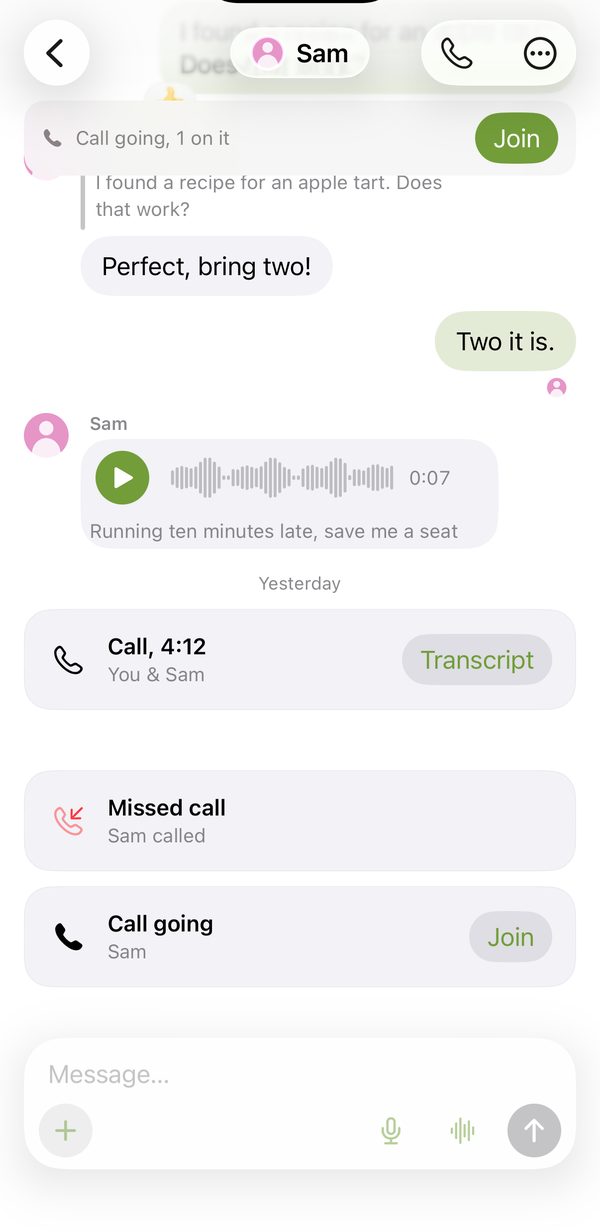 Sam
Call going, 1 on it
Join
I found a recipe for an apple tart. Does
that work?
Perfect, bring two!
Two it is.
Sam
0:07
Running ten minutes late, save me a seat
Yesterday
Call, 4:12
You & Sam
Transcript
Missed call
Sam called
Call going
Sam
Join
Message...